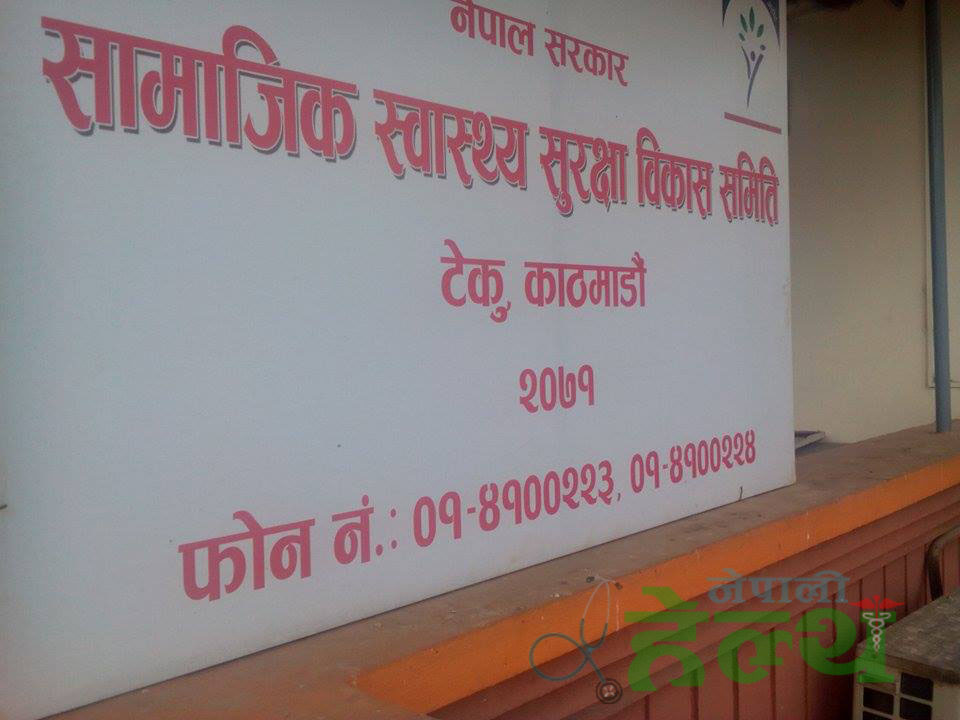 नेपाल सरकार
सामाजिक स्वास्थ्य सुरक्षा विकास समिति
टेकु, काठमाडौं
२०७१
फोन नं.: ०१-४१००२२३, ०१-४१००२२४
नेपाली
हेल्थ